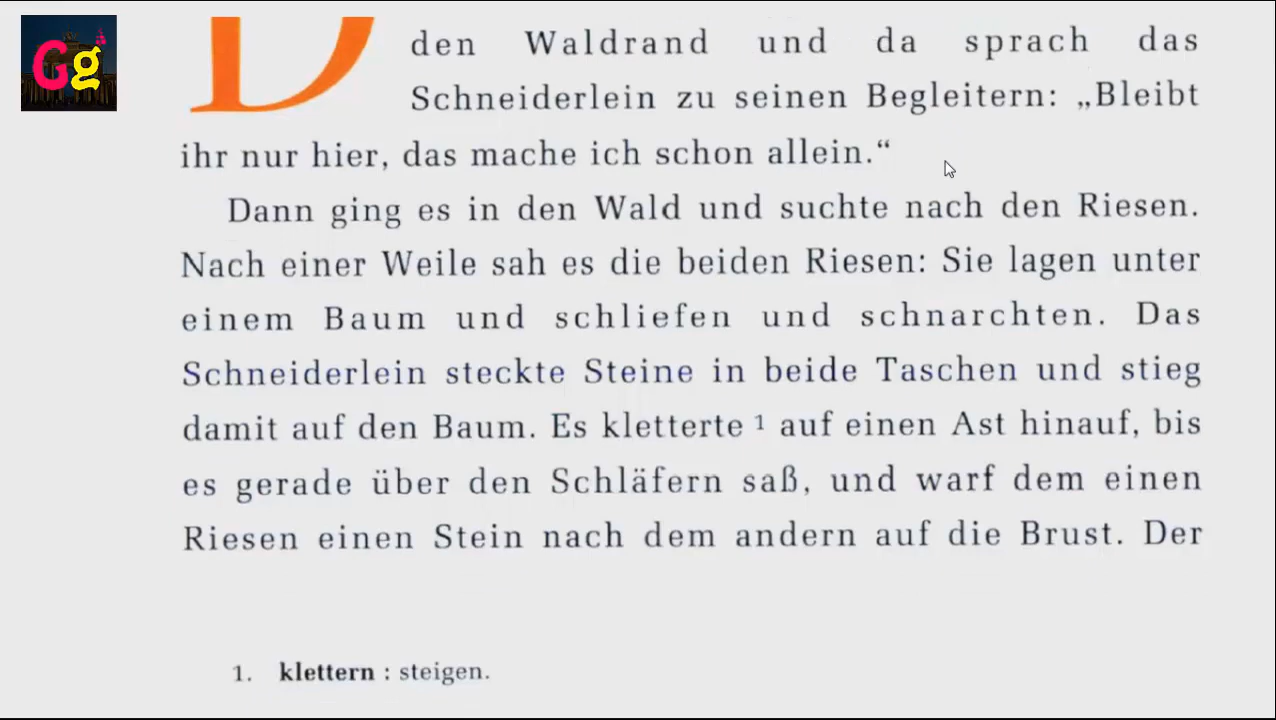 Gg
D
den Waldrand und da sprach das
Schneiderlein zu seinen Begleitern: „Bleibt
ihr nur hier, das mache ich schon allein.“
Dann ging es in den Wald und suchte nach den Riesen.
Nach einer Weile sah es die beiden Riesen: Sie lagen unter
einem Baum und schliefen und schnarchten. Das
Schneiderlein steckte Steine in beide Taschen und stieg
damit auf den Baum. Es kletterte ¹ auf einen Ast hinauf, bis
es gerade über den Schläfern saß, und warf dem einen
Riesen einen Stein nach dem andern auf die Brust. Der
1. klettern : steigen.